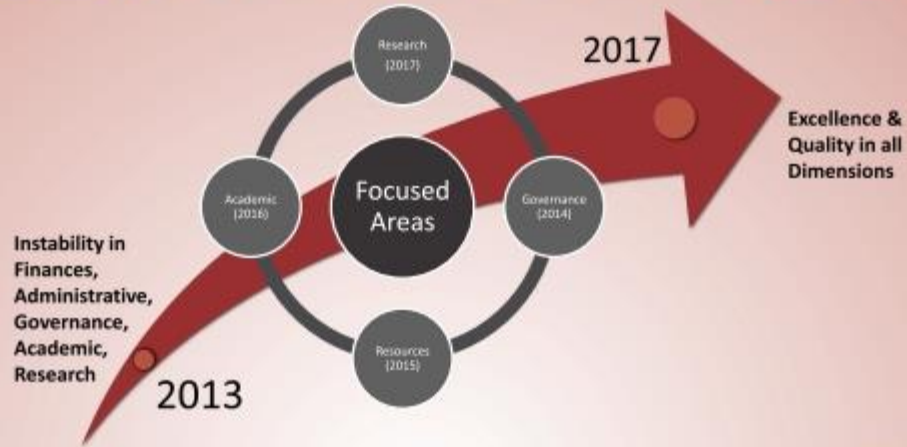 Research
(2017)
2017
Excellence &
Quality in all
Dimensions
Academic
(2016)
Focused
Areas
Governance
(2014)
Instability in
Finances,
Administrative,
Governance,
Academic,
Research
Resources
(2015)
2013